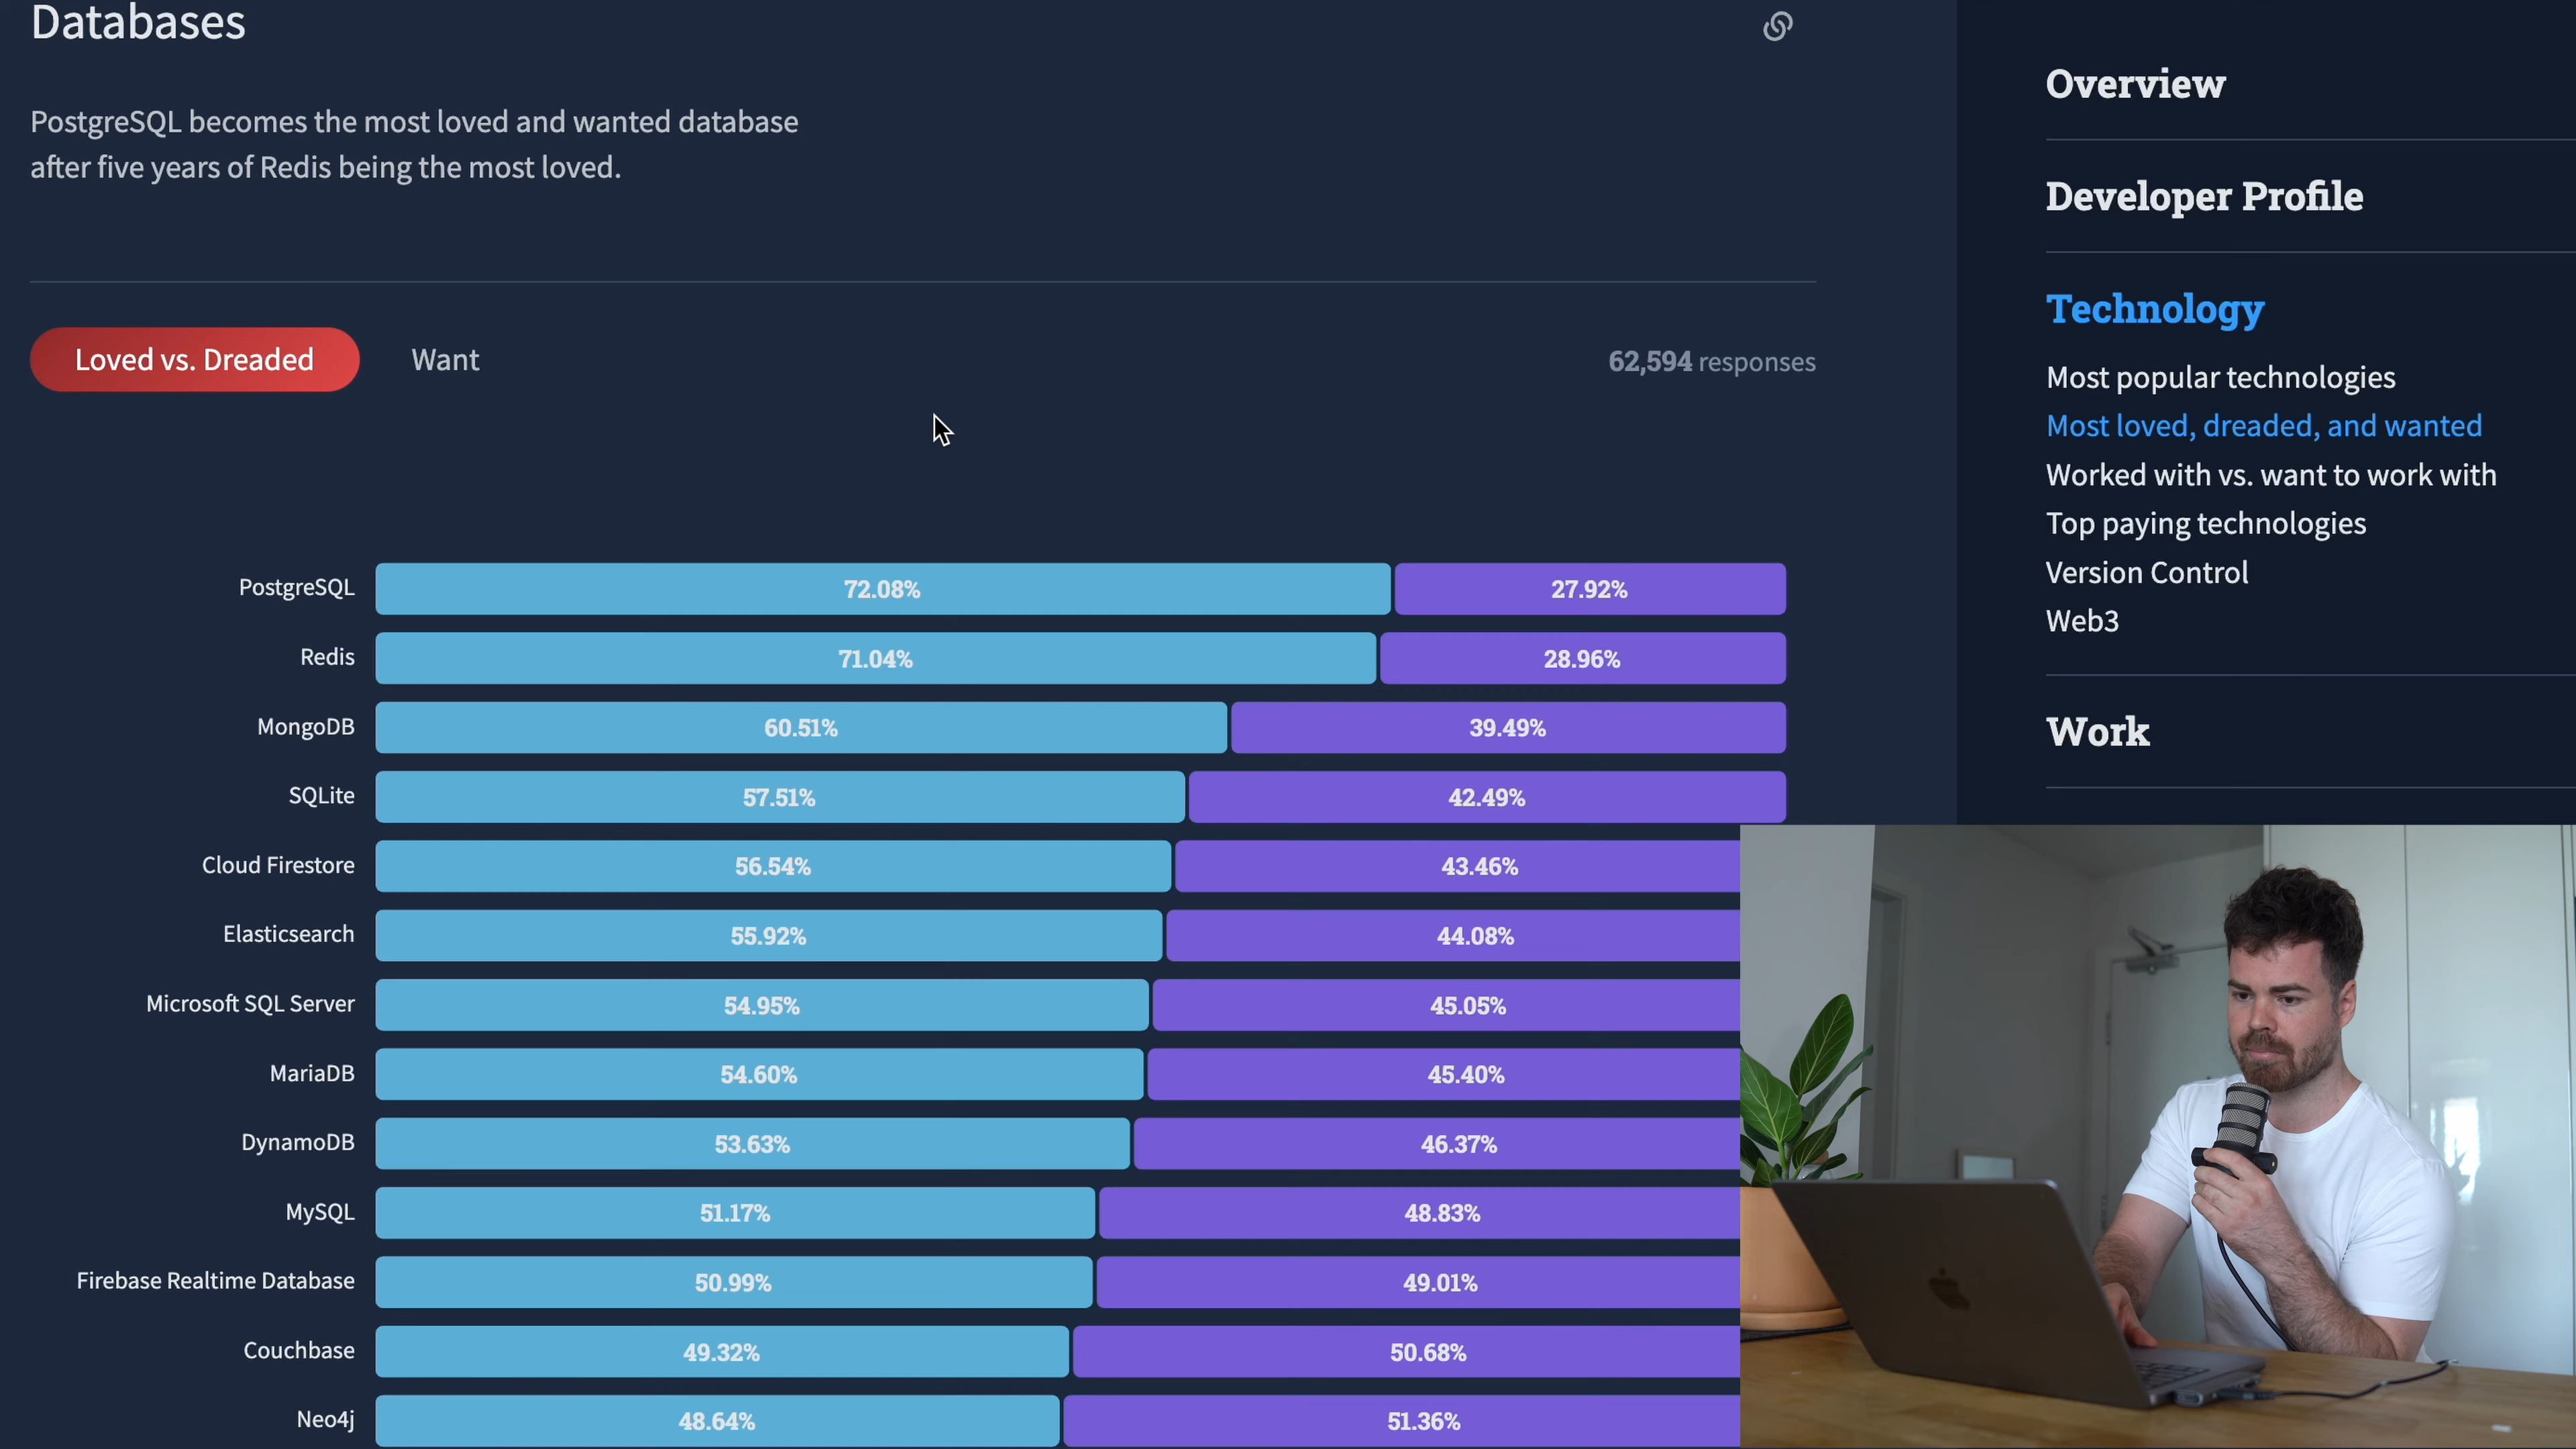 Databases
PostgreSQL becomes the most loved and wanted database
after five years of Redis being the most loved.
Loved vs. Dreaded
Want
62,594 responses
PostgreSQL 72.08% 27.92%
Redis 71.04% 28.96%
MongoDB 60.51% 39.49%
SQLite 57.51% 42.49%
Cloud Firestore 56.54% 43.46%
Elasticsearch 55.92% 44.08%
Microsoft SQL Server 54.95% 45.05%
MariaDB 54.60% 45.40%
DynamoDB 53.63% 46.37%
MySQL 51.17% 48.83%
Firebase Realtime Database 50.99% 49.01%
Couchbase 49.32% 50.68%
Neo4j 48.64% 51.36%
Overview
Developer Profile
Technology
Most popular technologies
Most loved, dreaded, and wanted
Worked with vs. want to work with
Top paying technologies
Version Control
Web3
Work